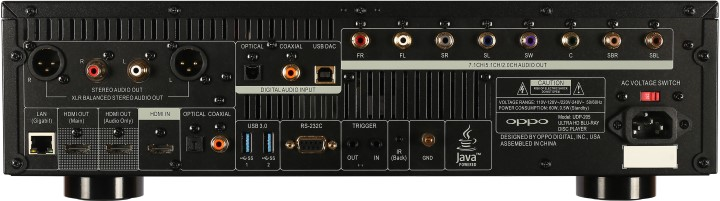 OPTICAL COAXIAL USB DAC
R L
R L
STEREO AUDIO OUT
XLR BALANCED STEREO AUDIO OUT
DIGITAL AUDIO INPUT
FR FL SR SL SW C SBR SBL
7.1CH/5.1CH/2.0CH AUDIO OUT
CAUTION
VOLTAGE RANGE: 110V-120V~/220V-240V~ 50/60Hz
POWER CONSUMPTION: 80W, 0.5W (Standby)
AC VOLTAGE SWITCH
oppo
Model: UDP-205
ULTRA HD BLU-RAY
DISC PLAYER
DESIGNED BY OPPO DIGITAL, INC., USA
ASSEMBLED IN CHINA
LAN
(Gigabit)
HDMI OUT
(Main)
HDMI OUT
(Audio Only)
HDMI IN
OPTICAL COAXIAL
USB 3.0
1 2
RS-232C
TRIGGER
OUT IN
IR
(Back)
GND
Java
POWERED